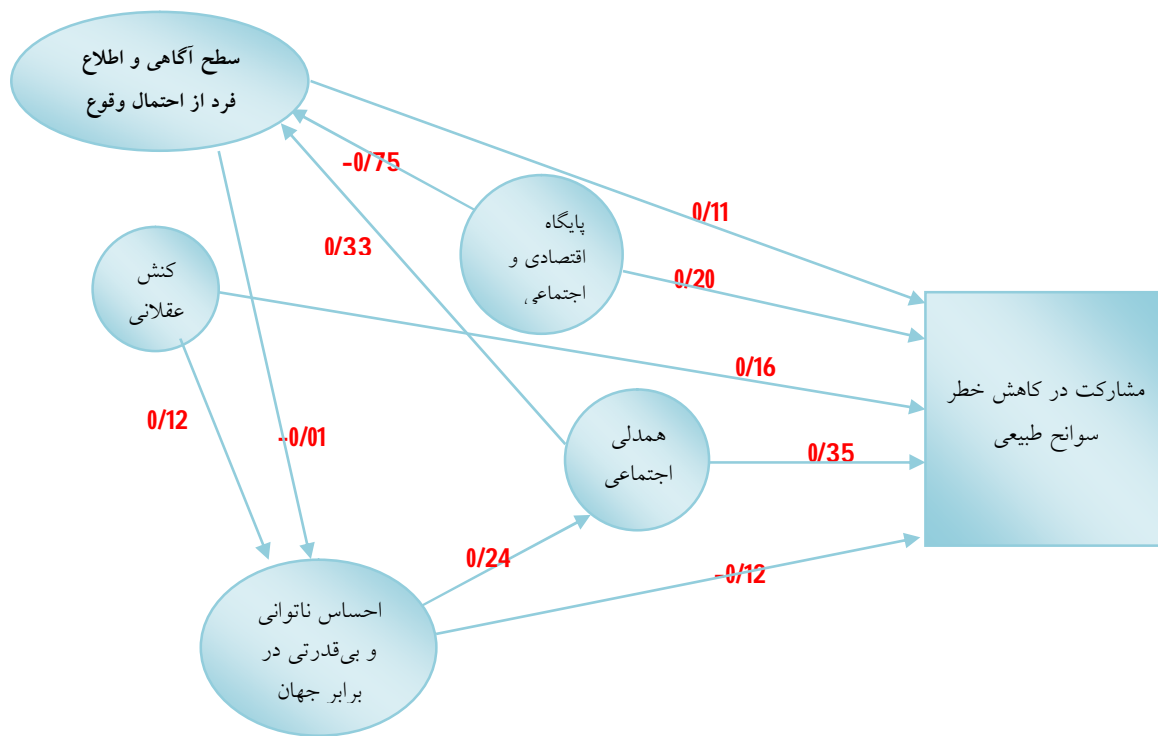 سطح آگاهی و اطلاع
فرد از احتمال وقوع
-0/75
0/11
پایگاه
اقتصادی و
اجتماعی
0/33
0/20
کنش
عقلانی
0/16
مشارکت در کاهش خطر
سوانح طبیعی
0/12
-0/01
همدلی
اجتماعی
0/35
0/24
-0/12
احساس ناتوانی
و بی‌قدرتی در
برابر جهان